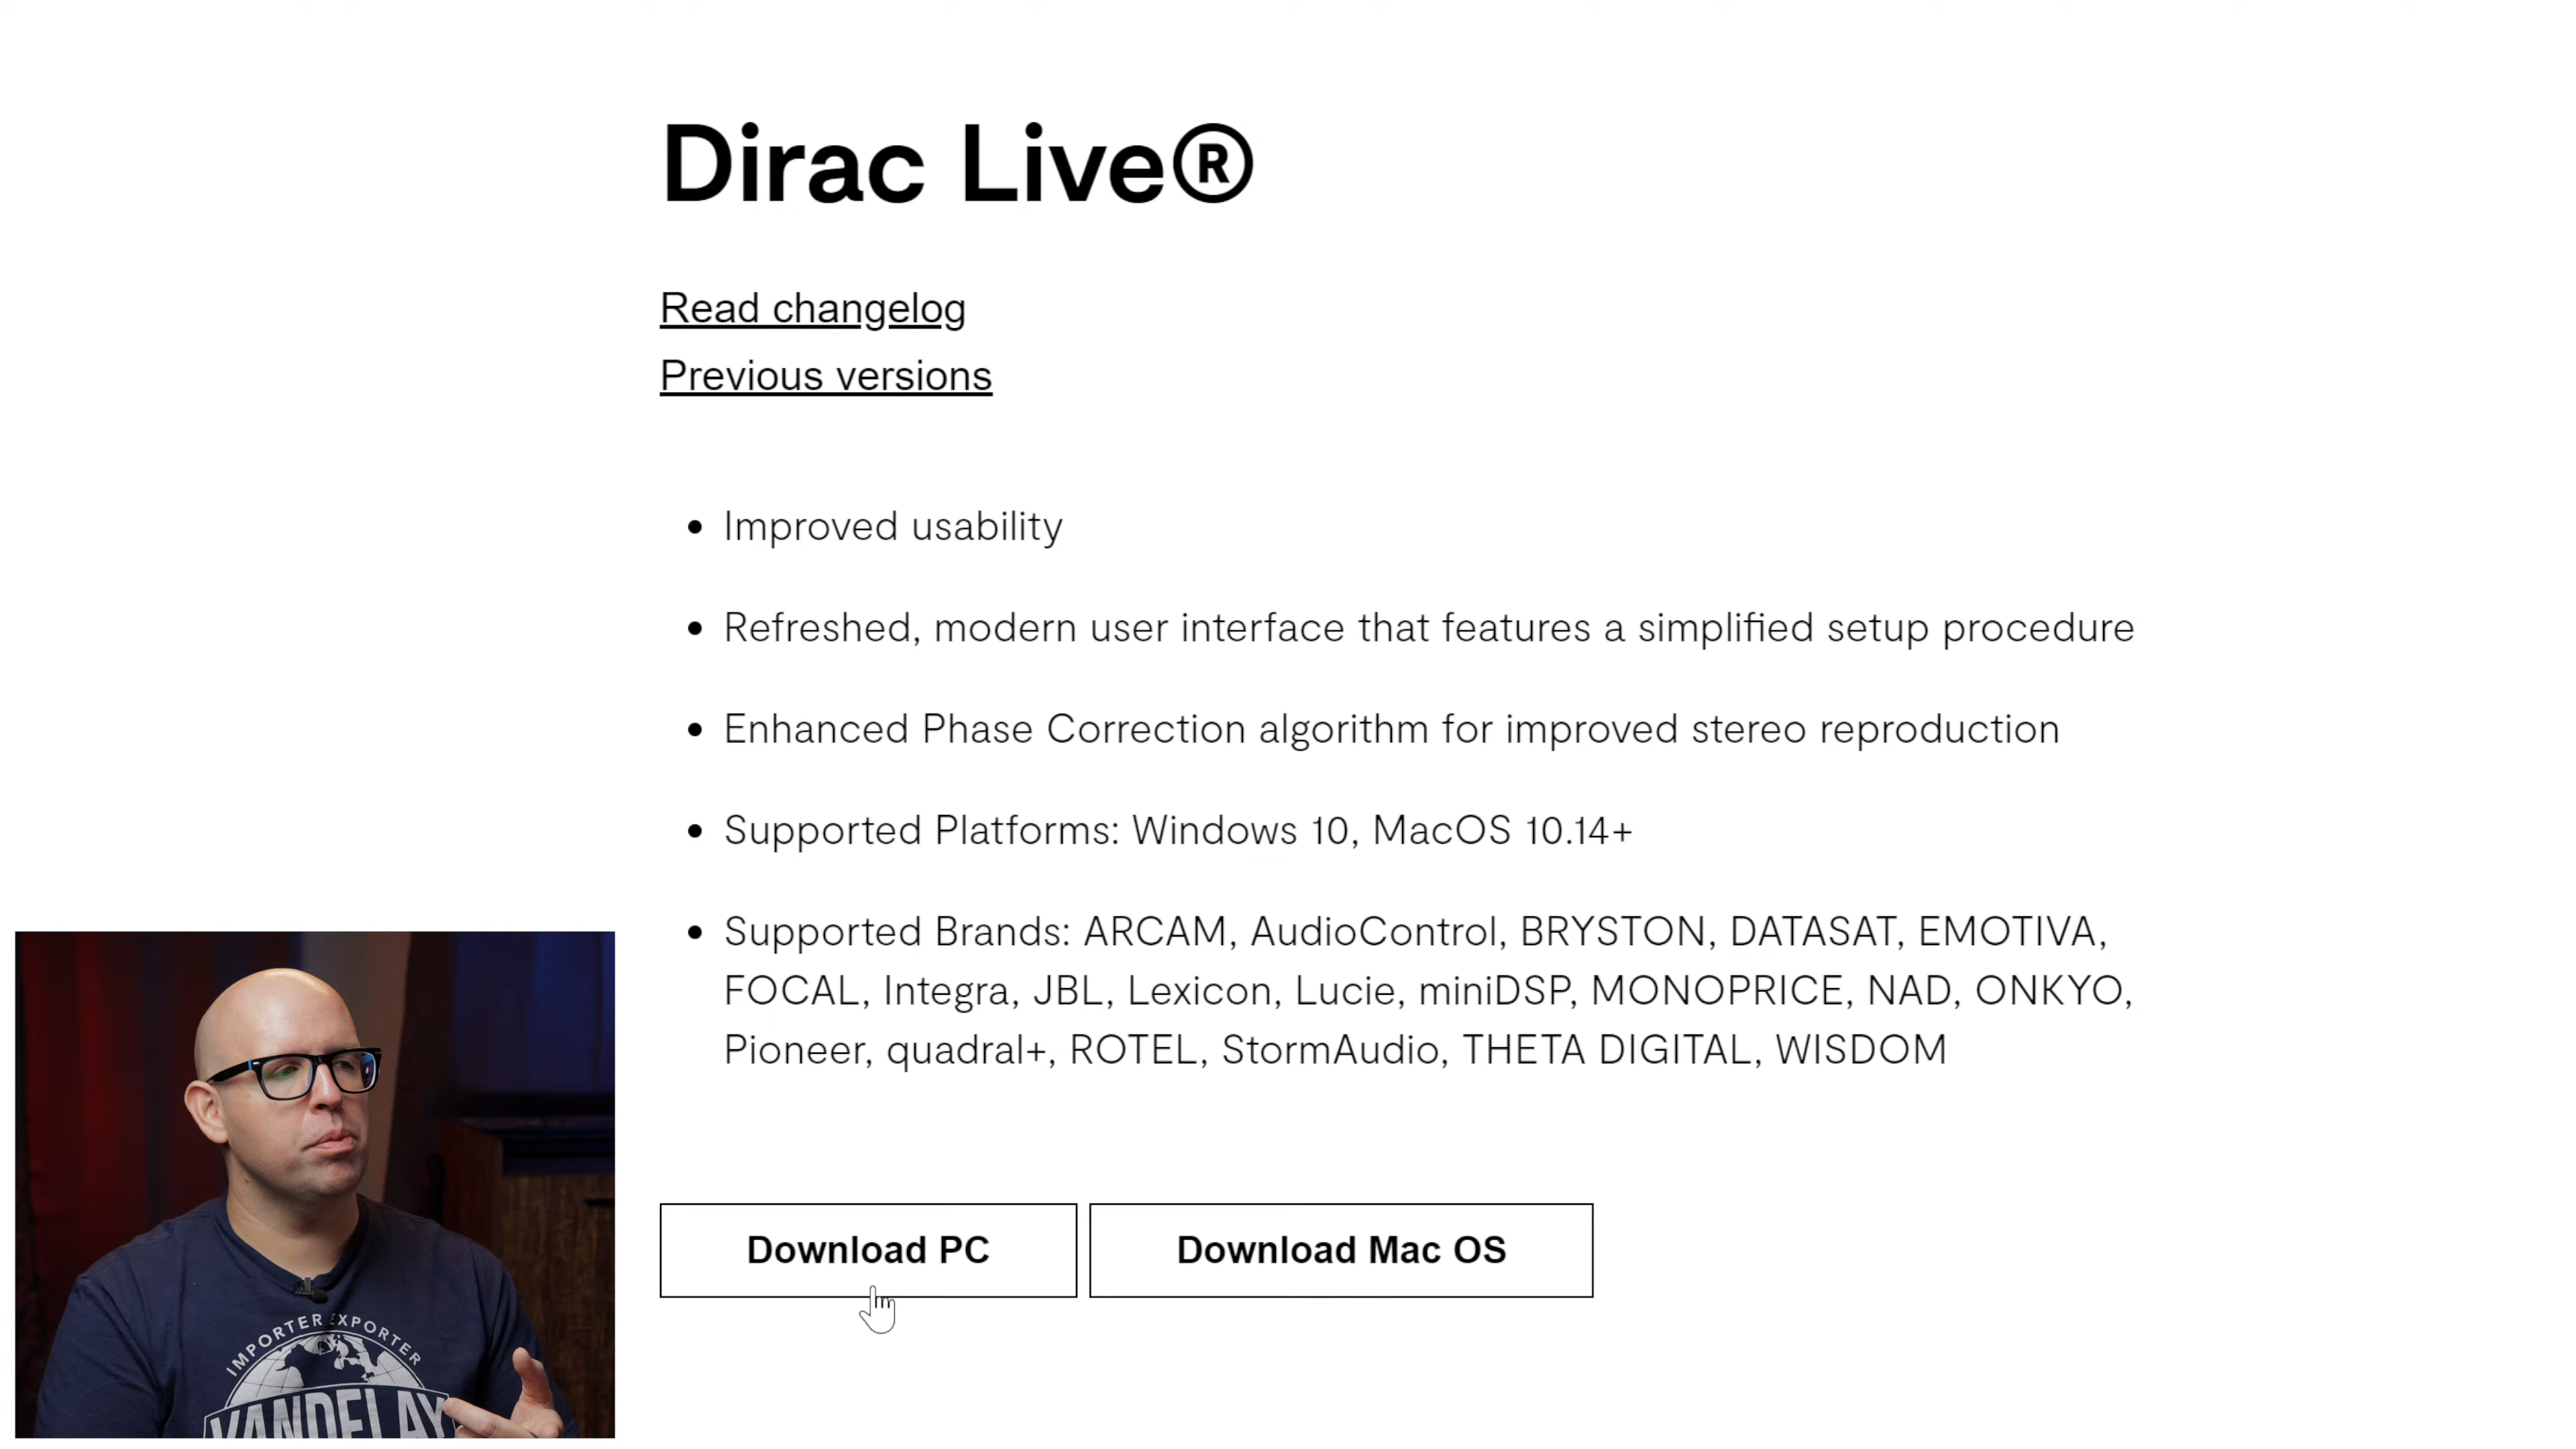 Dirac Live®
Read changelog
Previous versions
• Improved usability
• Refreshed, modern user interface that features a simplified setup procedure
• Enhanced Phase Correction algorithm for improved stereo reproduction
• Supported Platforms: Windows 10, MacOS 10.14+
• Supported Brands: ARCAM, AudioControl, BRYSTON, DATASAT, EMOTIVA,
FOCAL, Integra, JBL, Lexicon, Lucie, miniDSP, MONOPRICE, NAD, ONKYO,
Pioneer, quadral+, ROTEL, StormAudio, THETA DIGITAL, WISDOM
Download PC
Download Mac OS
IMPORTER EXPORTER
VANDELAY